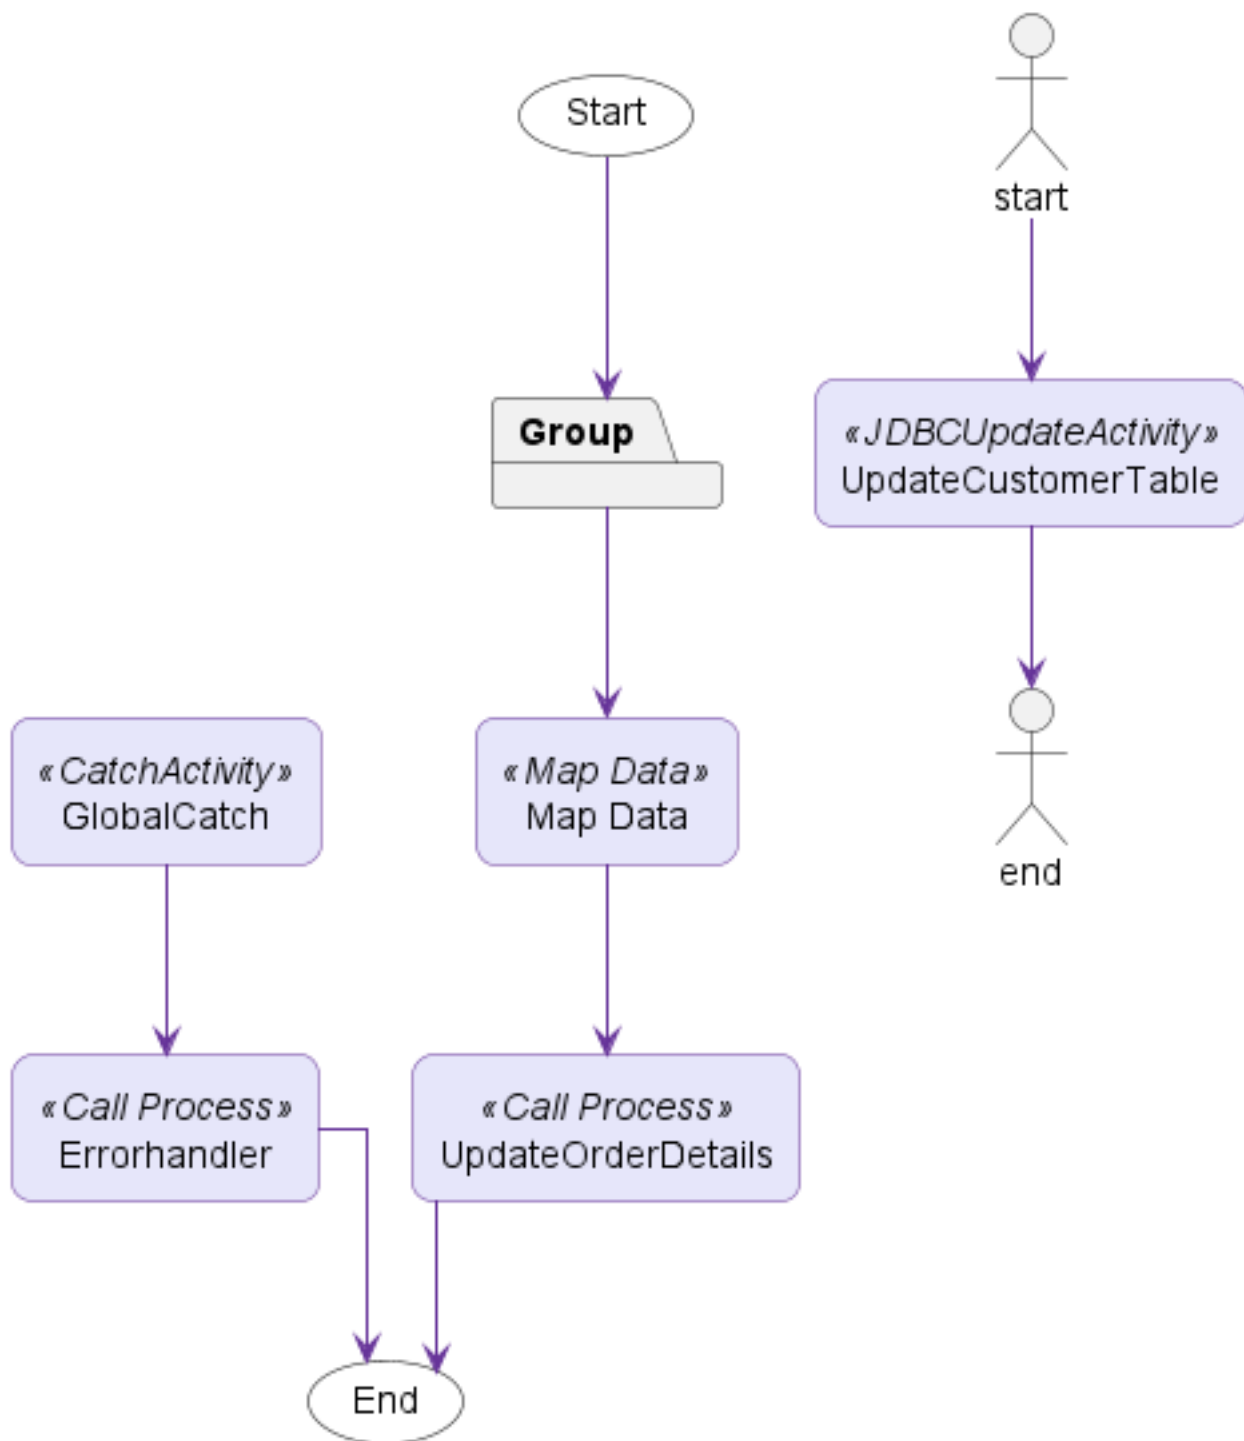 Start
start
Group
«JDBCUpdateActivity»
UpdateCustomerTable
«CatchActivity»
GlobalCatch
«Map Data»
Map Data
end
«Call Process»
Errorhandler
«Call Process»
UpdateOrderDetails
End